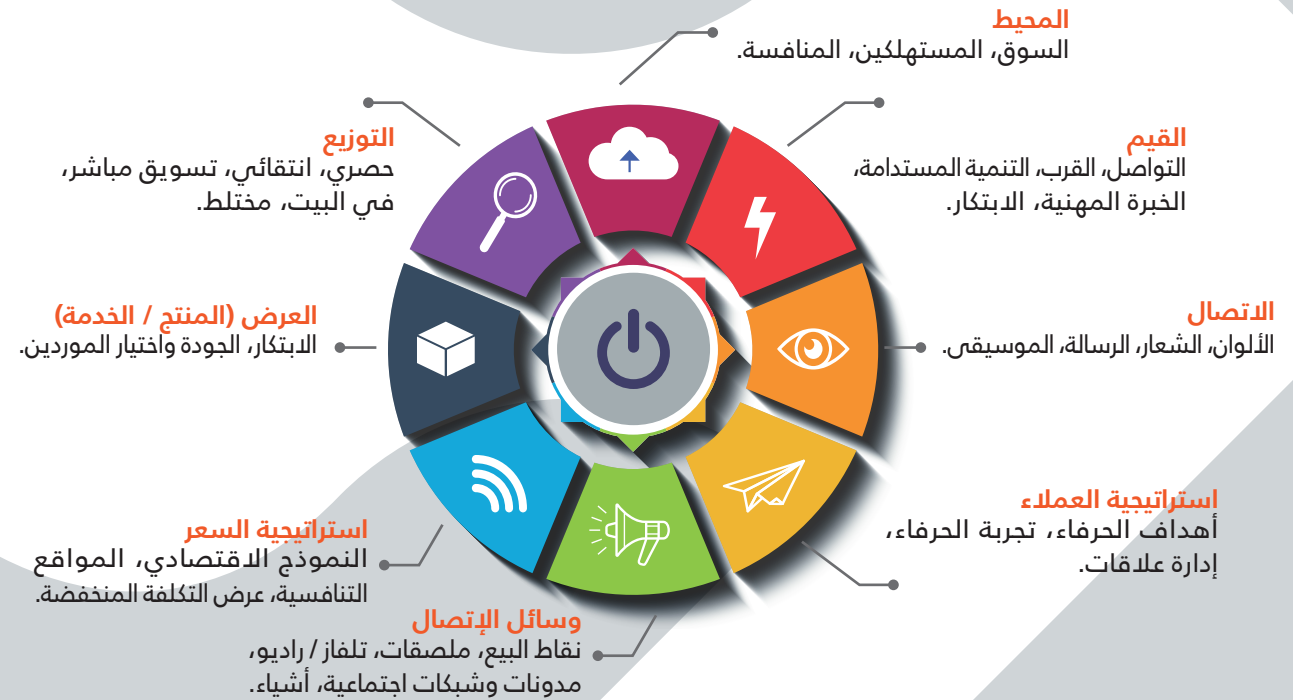 المحيط
السوق، المستهلكين، المنافسة.
القيم
التواصل، القرب، التنمية المستدامة،
الخبرة المهنية، الابتكار.
الاتصال
الألوان، الشعار، الرسالة، الموسيقى.
استراتيجية العملاء
أهداف الحرفاء، تجربة الحرفاء،
إدارة علاقات.
وسائل الإتصال
نقاط البيع، ملصقات، تلفاز / راديو،
مدونات وشبكات اجتماعية، أشياء.
استراتيجية السعر
النموذج الاقتصادي، المواقع
التنافسية، عرض التكلفة المنخفضة.
العرض (المنتج / الخدمة)
الابتكار، الجودة واختيار الموردين.
التوزيع
حصري، انتقائي، تسويق مباشر،
في البيت، مختلط.